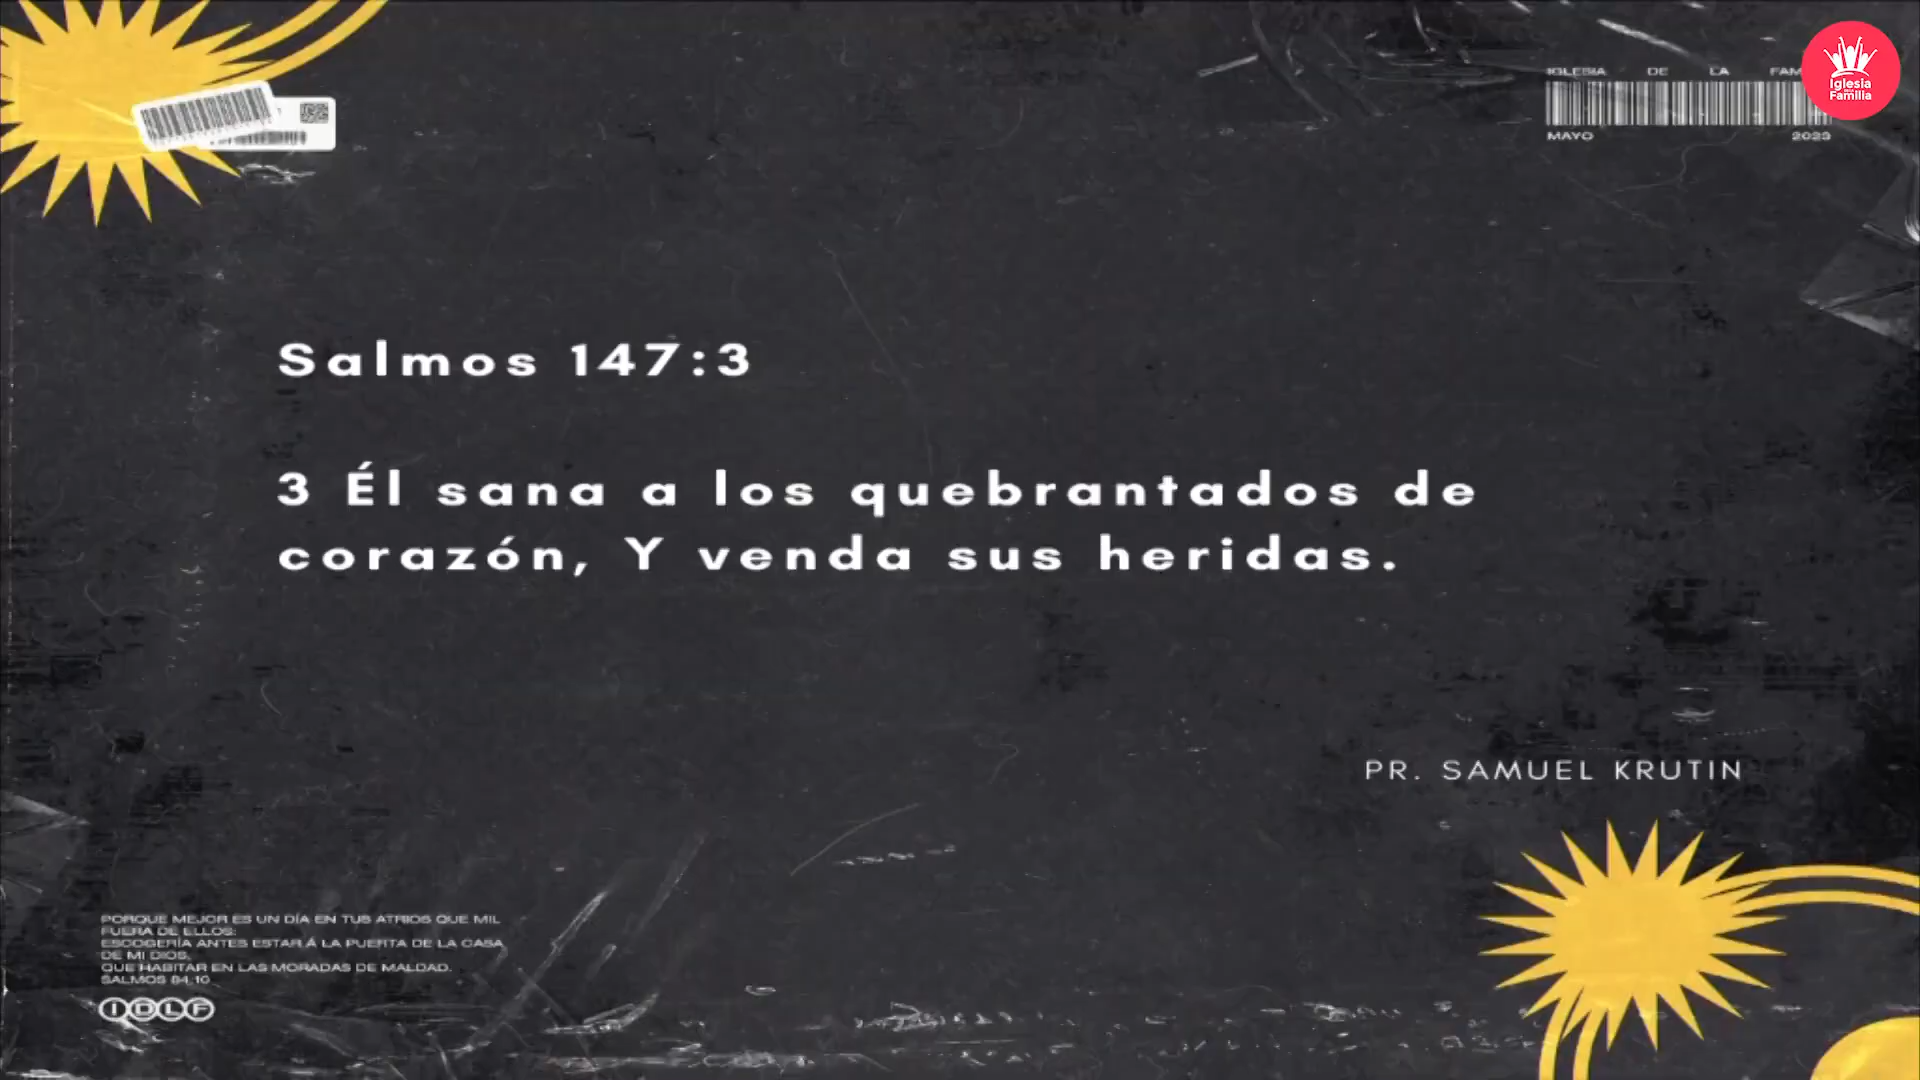 IGLESIA DE LA
MAYO 2023
Iglesia
Familia
Salmos 147:3
3 Él sana a los quebrantados de
corazón, Y venda sus heridas.
PR. SAMUEL KRUTIN
PORQUE MEJOR ES UN DÍA EN TUS ATRIOS QUE MIL
FUERA DE ELLOS:
ESCOGERÍA ANTES ESTAR Á LA PUERTA DE LA CASA
DE MI DIOS,
QUE HABITAR EN LAS MORADAS DE MALDAD.
SALMOS 84:10
IDLF